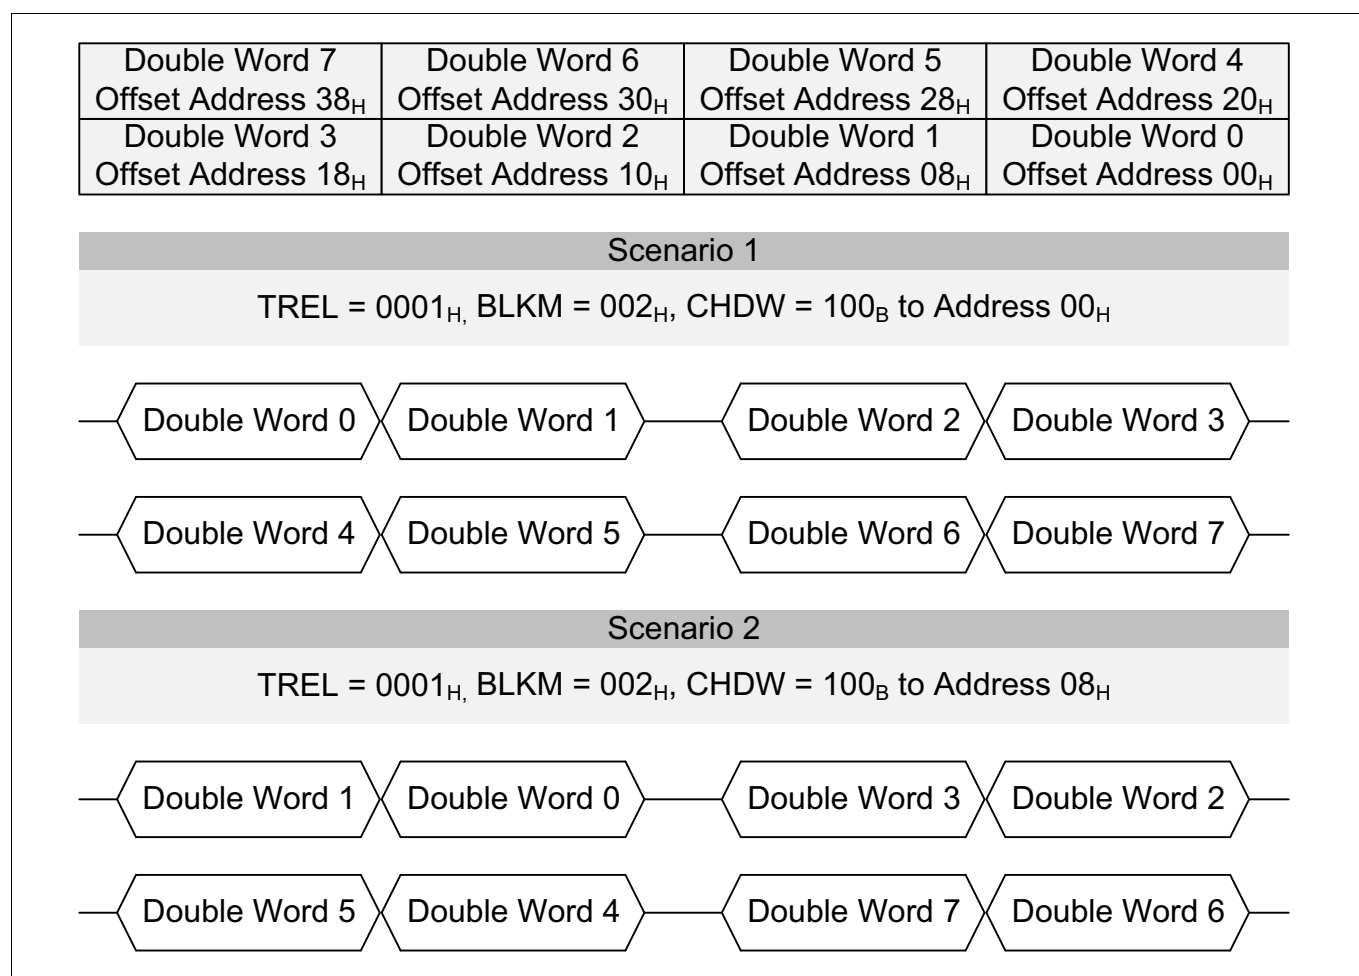 Double Word 7 Double Word 6 Double Word 5 Double Word 4
Offset Address 38H Offset Address 30H Offset Address 28H Offset Address 20H
Double Word 3 Double Word 2 Double Word 1 Double Word 0
Offset Address 18H Offset Address 10H Offset Address 08H Offset Address 00H
Scenario 1
TREL = 0001H, BLKM = 002H, CHDW = 100B to Address 00H
Double Word 0 Double Word 1 Double Word 2 Double Word 3
Double Word 4 Double Word 5 Double Word 6 Double Word 7
Scenario 2
TREL = 0001H, BLKM = 002H, CHDW = 100B to Address 08H
Double Word 1 Double Word 0 Double Word 3 Double Word 2
Double Word 5 Double Word 4 Double Word 7 Double Word 6